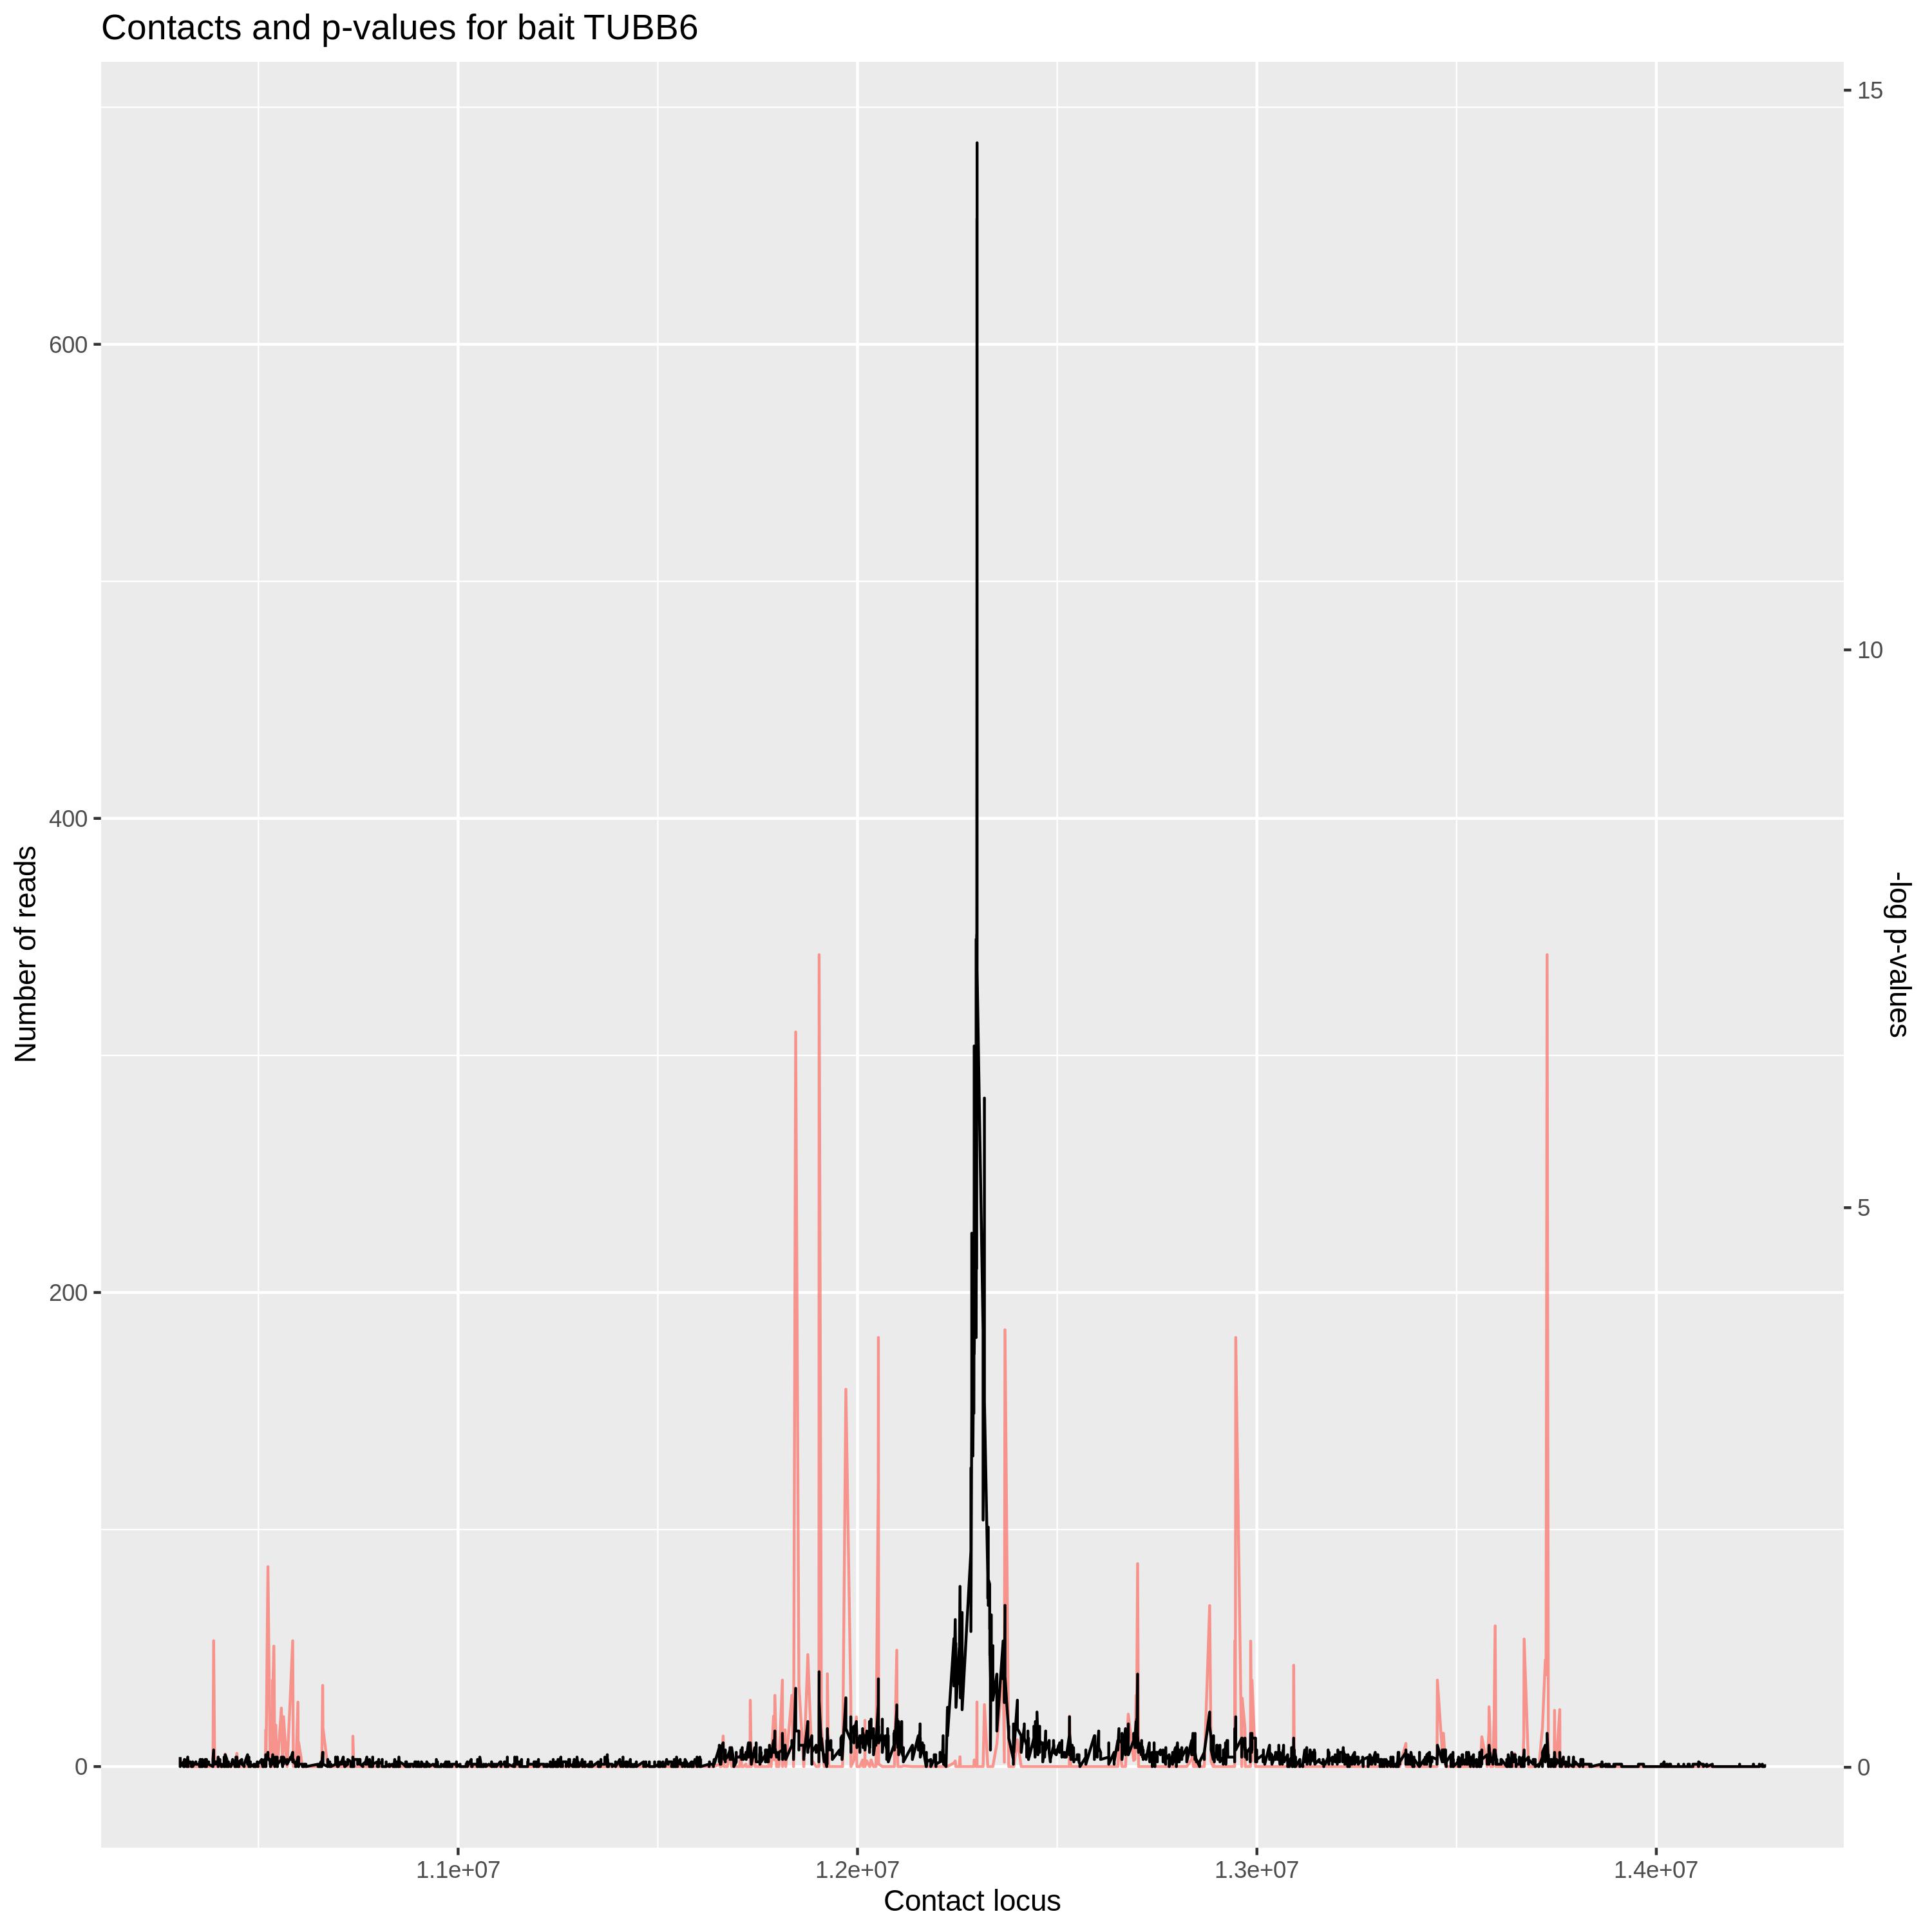 Contacts and p-values for bait TUBB6
Number of reads
600
400
200
0
15
10
5
0
-log p-values
1.1e+07 1.2e+07 1.3e+07 1.4e+07
Contact locus